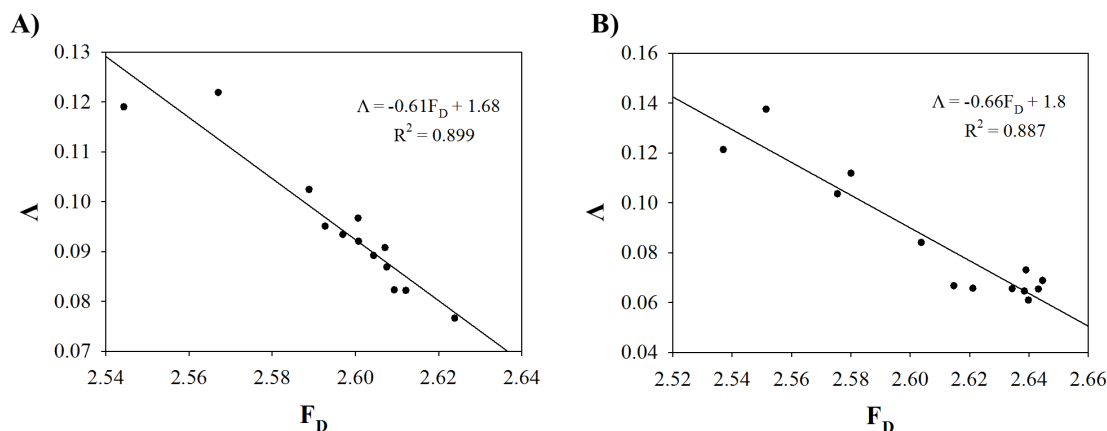 A)
0.13
0.12
0.11
0.10
0.09
0.08
0.07
Λ
Λ = -0.61F_D + 1.68
R² = 0.899
2.54 2.56 2.58 2.60 2.62 2.64
F_D
B)
0.16
0.14
0.12
0.10
0.08
0.06
0.04
Λ
Λ = -0.66F_D + 1.8
R² = 0.887
2.52 2.54 2.56 2.58 2.60 2.62 2.64 2.66
F_D